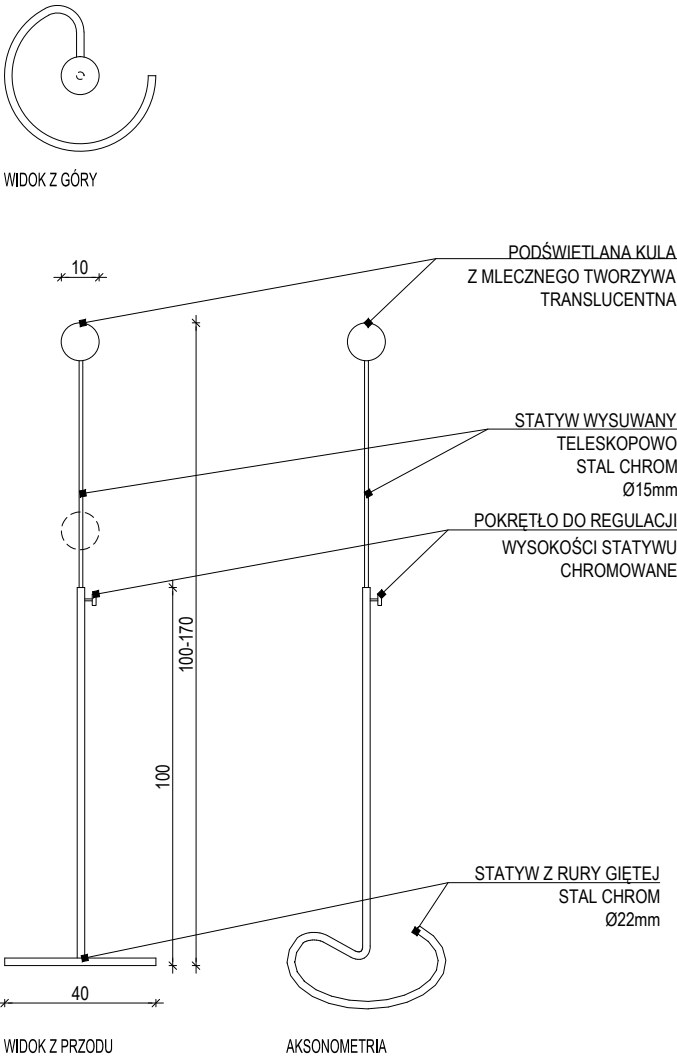 WIDOK Z GÓRY
10
PODŚWIETLANA KULA
Z MLECZNEGO TWORZYWA
TRANSLUCENTNA
STATYW WYSUWANY
TELESKOPOWO
STAL CHROM
Ø15mm
POKRĘTŁO DO REGULACJI
WYSOKOŚCI STATYWU
CHROMOWANE
100-170
100
STATYW Z RURY GIĘTEJ
STAL CHROM
Ø22mm
40
WIDOK Z PRZODU
AKSONOMETRIA